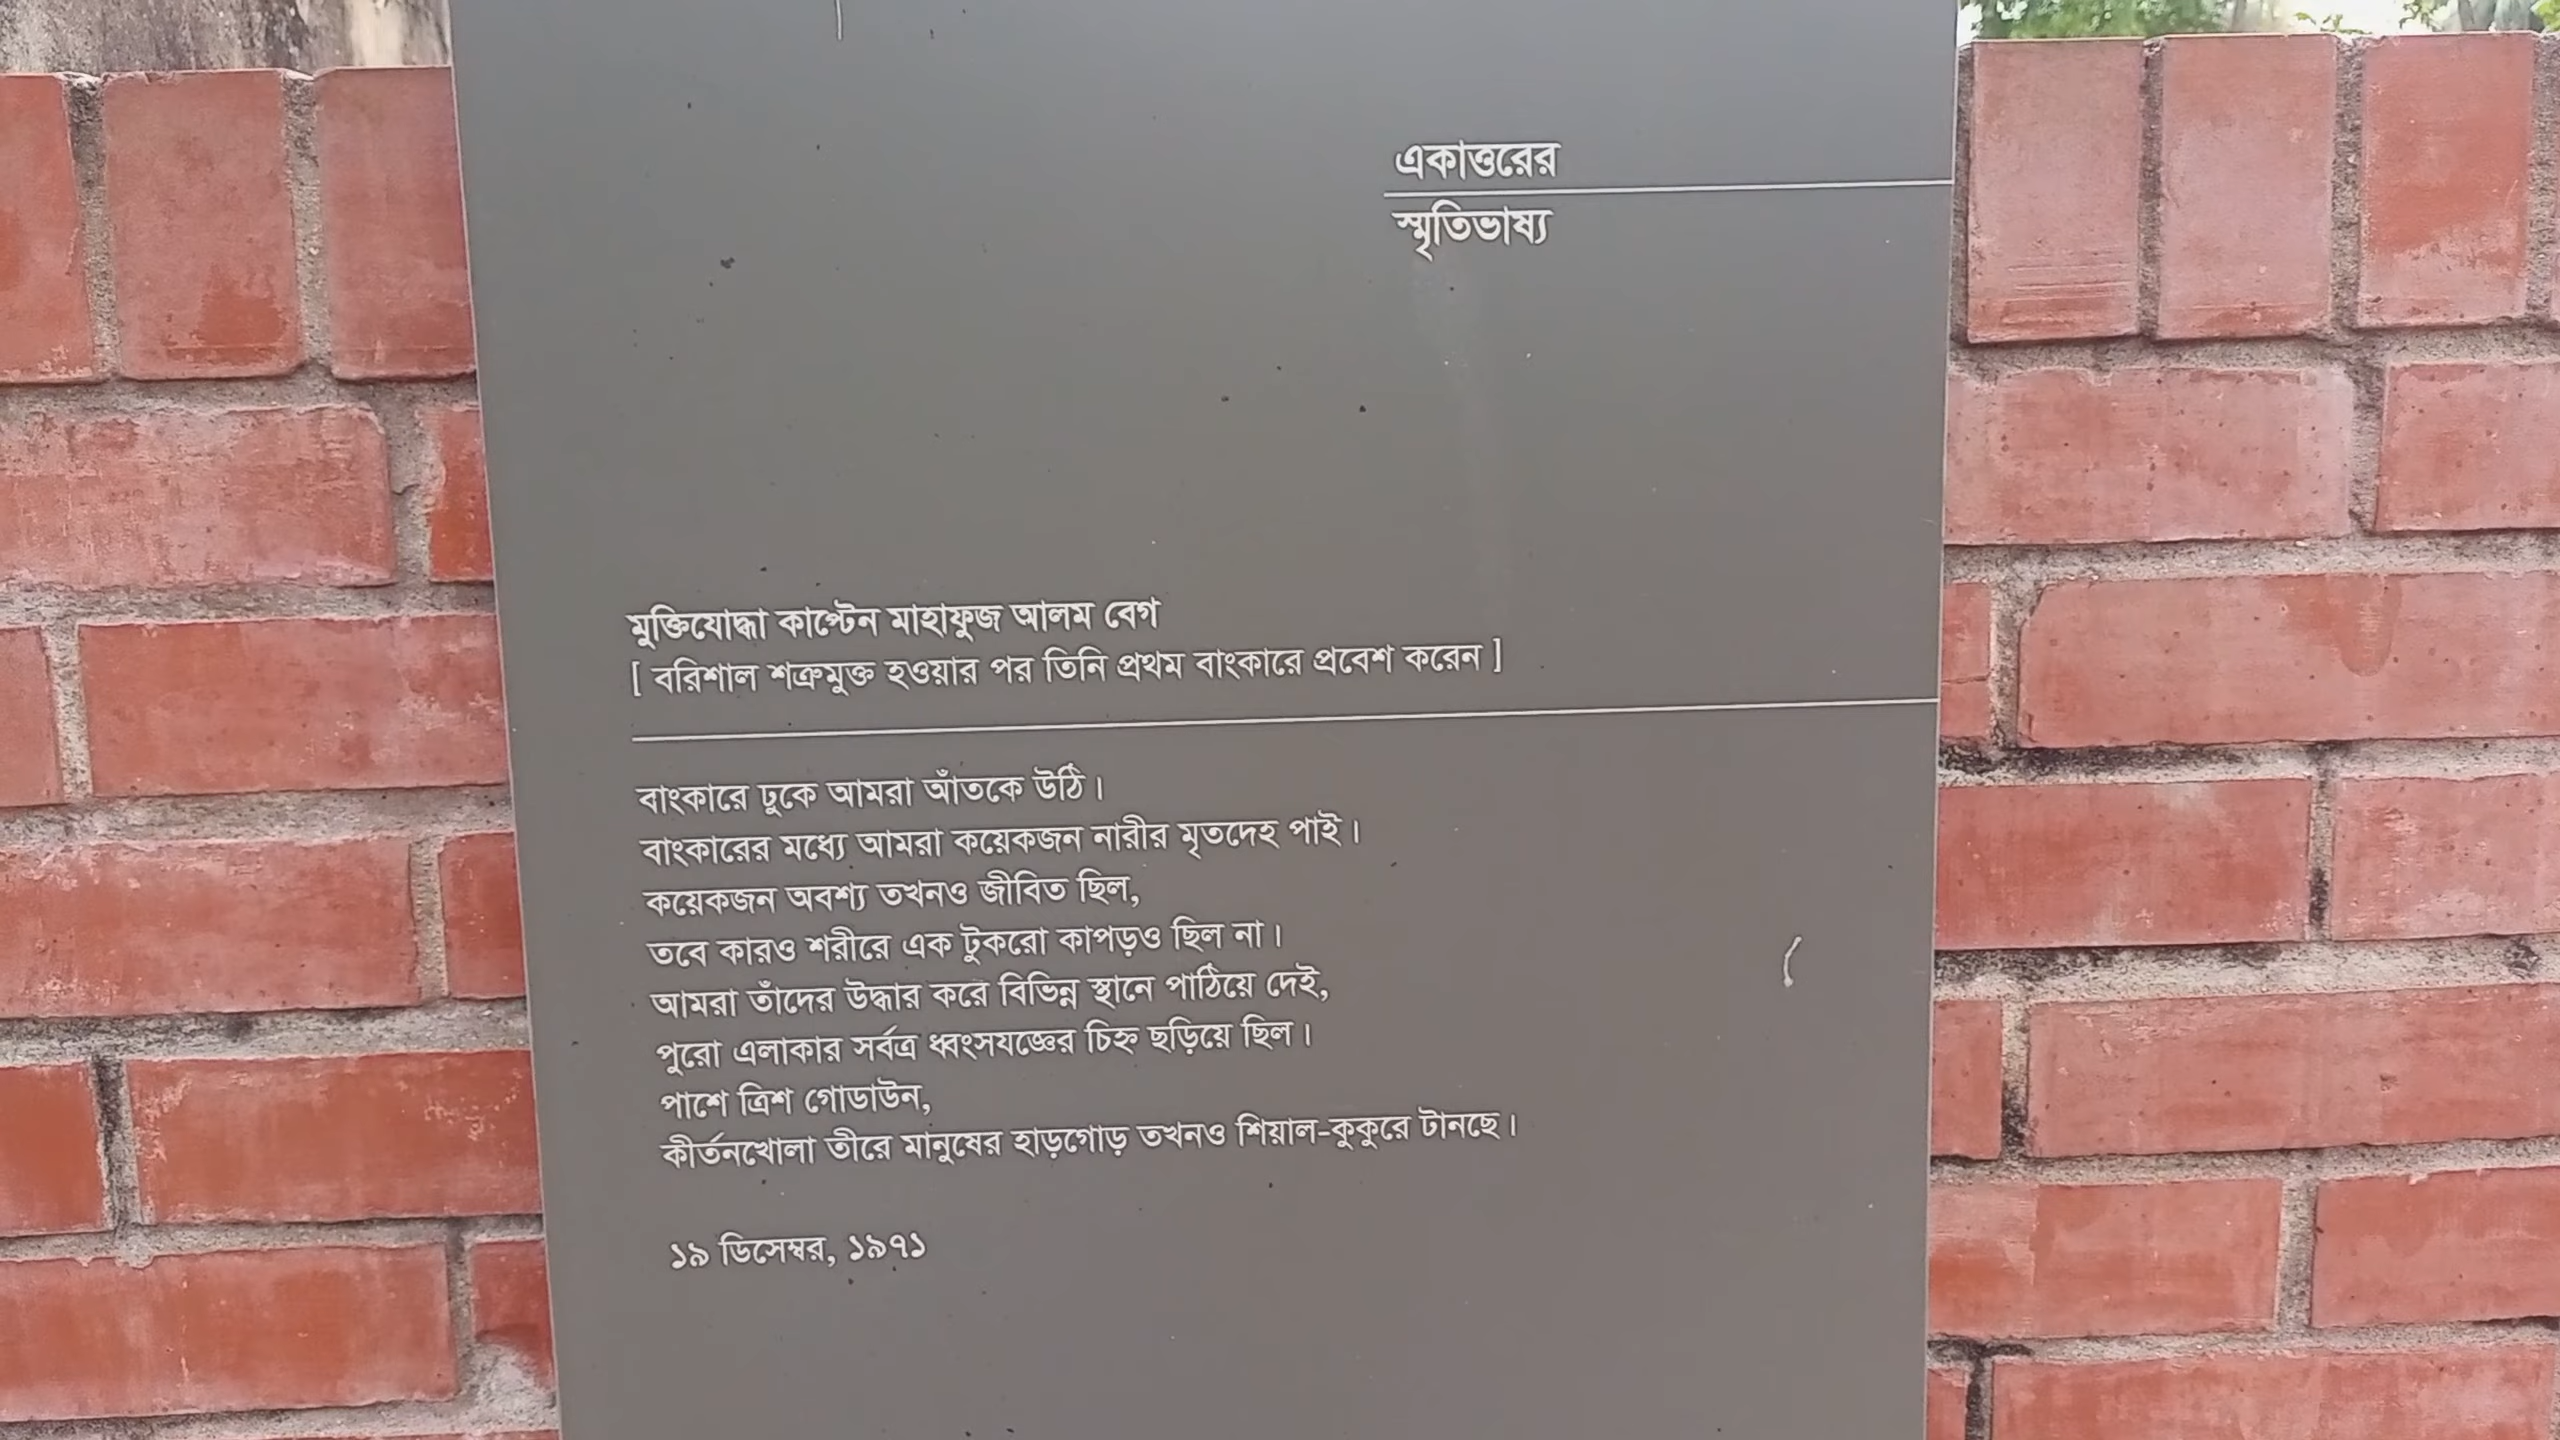 একাত্তরের
স্মৃতিভাষ্য
মুক্তিযোদ্ধা কাপ্টেন মাহাফুজ আলম বেগ
[ বরিশাল শত্রুমুক্ত হওয়ার পর তিনি প্রথম বাংকারে প্রবেশ করেন ]
বাংকারে ঢুকে আমরা আঁতকে উঠি।
বাংকারের মধ্যে আমরা কয়েকজন নারীর মৃতদেহ পাই।
কয়েকজন অবশ্য তখনও জীবিত ছিল,
তবে কারও শরীরে এক টুকরো কাপড়ও ছিল না।
আমরা তাঁদের উদ্ধার করে বিভিন্ন স্থানে পাঠিয়ে দেই,
পুরো এলাকার সর্বত্র ধ্বংসযজ্ঞের চিহ্ন ছড়িয়ে ছিল।
পাশে ত্রিশ গোডাউন,
কীর্তনখোলা তীরে মানুষের হাড়গোড় তখনও শিয়াল-কুকুরে টানছে।
১৯ ডিসেম্বর, ১৯৭১